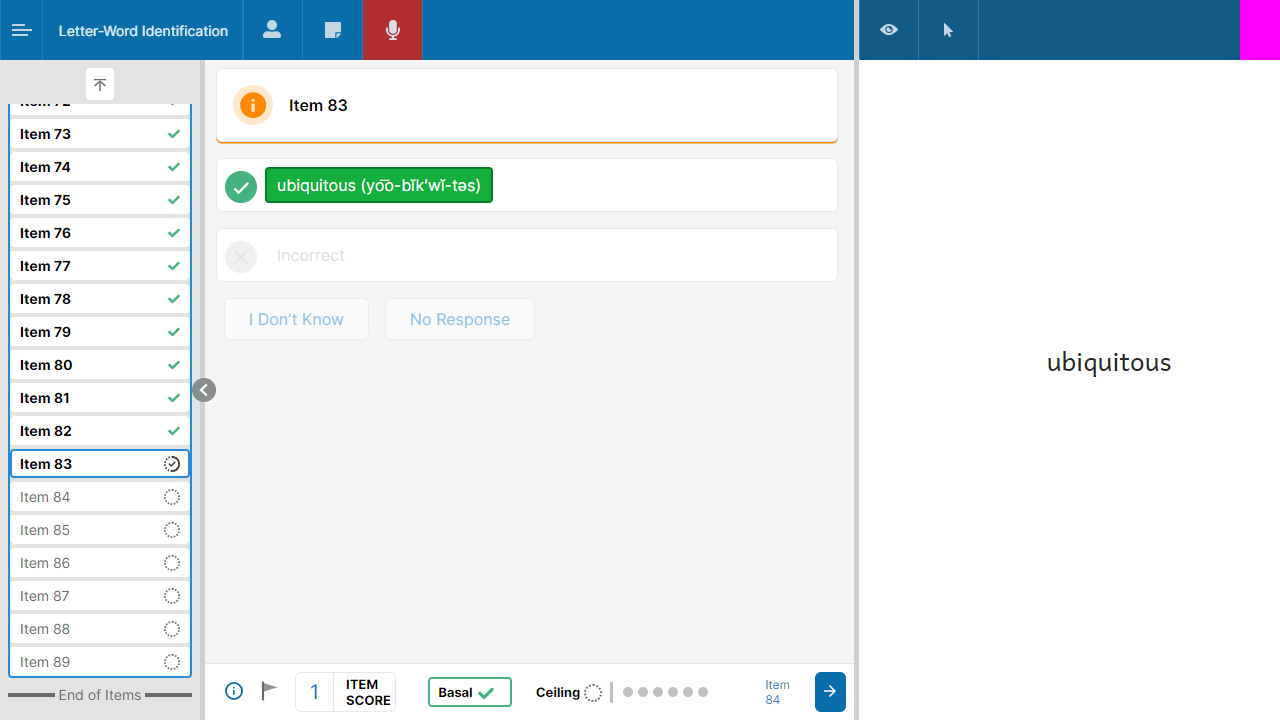 Letter-Word Identification
Item 72
Item 73
Item 74
Item 75
Item 76
Item 77
Item 78
Item 79
Item 80
Item 81
Item 82
Item 83
Item 84
Item 85
Item 86
Item 87
Item 88
Item 89
End of Items
Item 83
ubiquitous (yo͞o-bĭk′wĭ-təs)
Incorrect
I Don't Know
No Response
1
ITEM
SCORE
Basal
Ceiling
Item
84
ubiquitous